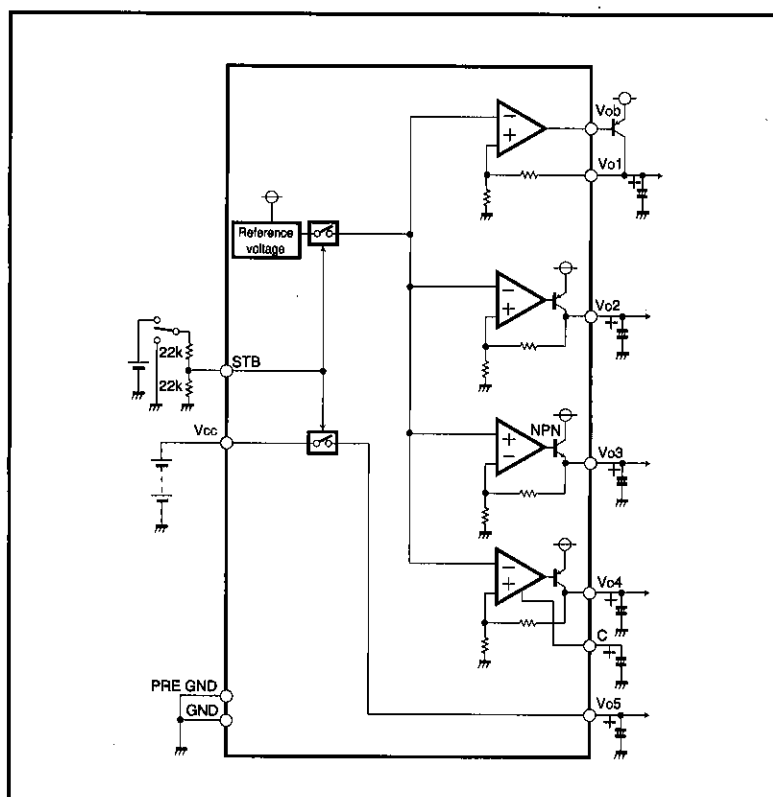 Vob
Vo1
Reference
voltage
Vo2
22k
22k
STB
Vcc
NPN
Vo3
Vo4
C
PRE GND
GND
Vo5